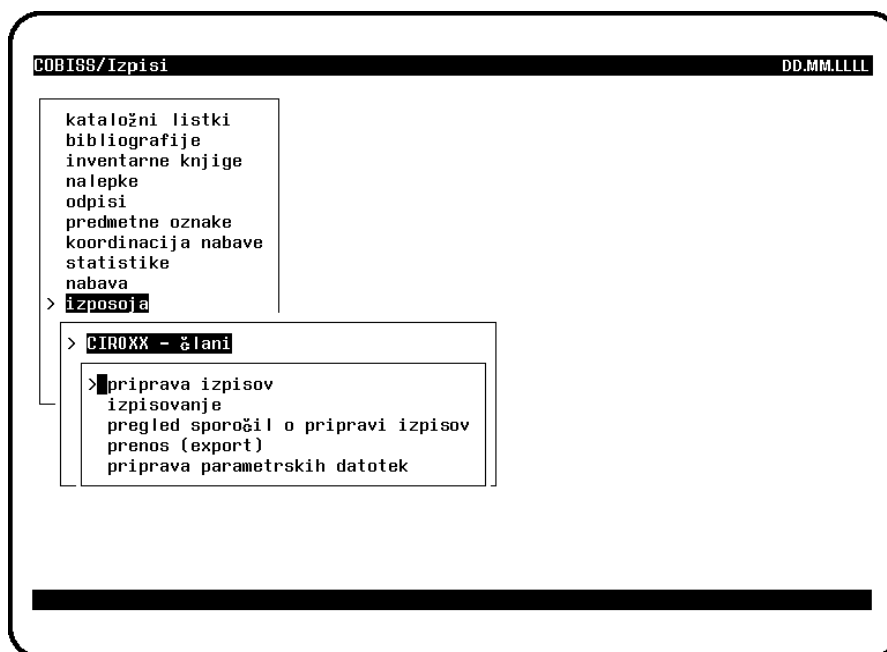 COBISS/Izpisi DD.MM.LLLL
kataložni listki
bibliografije
inventarne knjige
nalepke
odpisi
predmetne oznake
koordinacija nabave
statistike
nabava
> izposoja
> CIROXX - člani
> priprava izpisov
izpisovanje
pregled sporočil o pripravi izpisov
prenos (export)
priprava parametrskih datotek